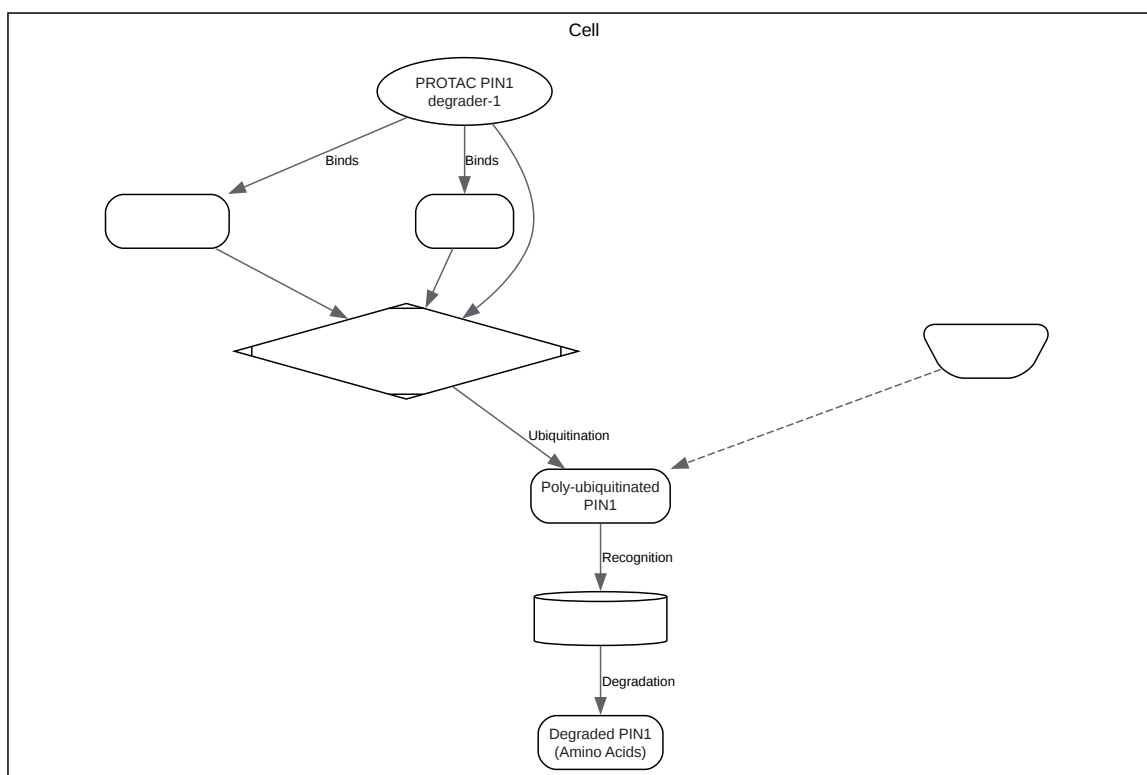 Cell
PROTAC PIN1
degrader-1
Binds
Binds
Ubiquitination
Poly-ubiquitinated
PIN1
Recognition
Degradation
Degraded PIN1
(Amino Acids)